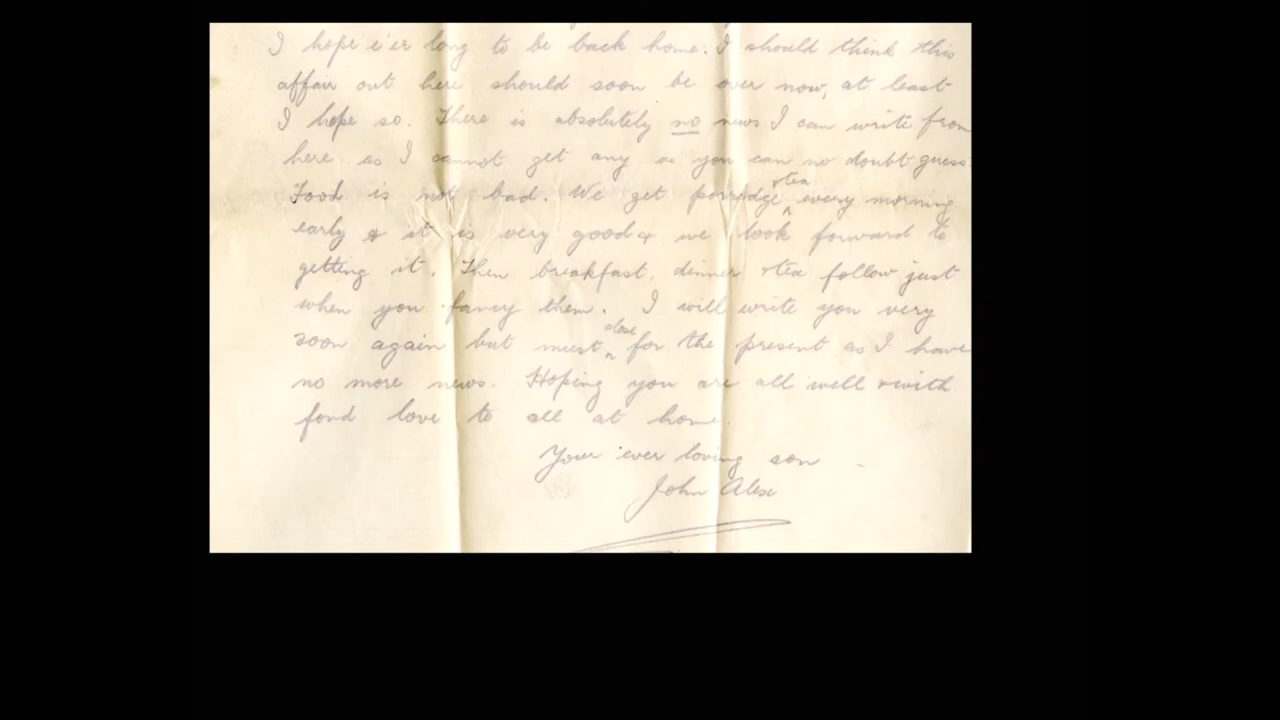 I hope e'er long to be back home. I should think this
affair out here should soon be over now, at least
I hope so. There is absolutely no news I can write from
here as I cannot get any as you can no doubt guess.
Food is not bad. We get porridge +tea every morning
early & it is very good & we look forward to
getting it. Then breakfast, dinner +tea follow just
when you fancy them. I will write you very
soon again but must close for the present as I have
no more news. Hoping you are all well +with
fond love to all at home.
Your ever loving son
John Alex